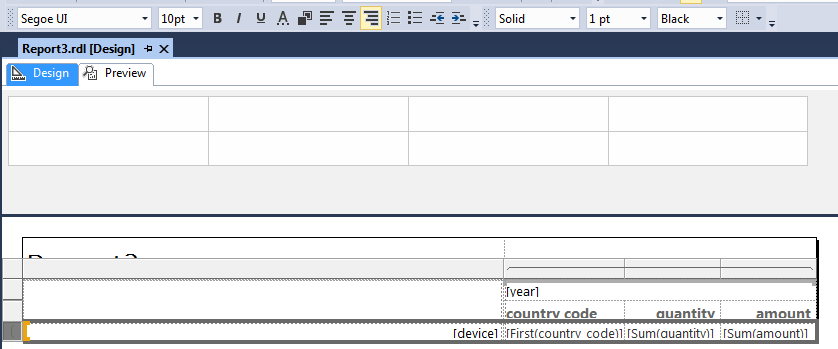 Segoe UI 10pt B I U A Solid 1 pt Black
Report3.rdl [Design]
Design Preview
[year]
country code quantity amount
[device] [First(country_code)] [Sum(quantity)] [Sum(amount)]